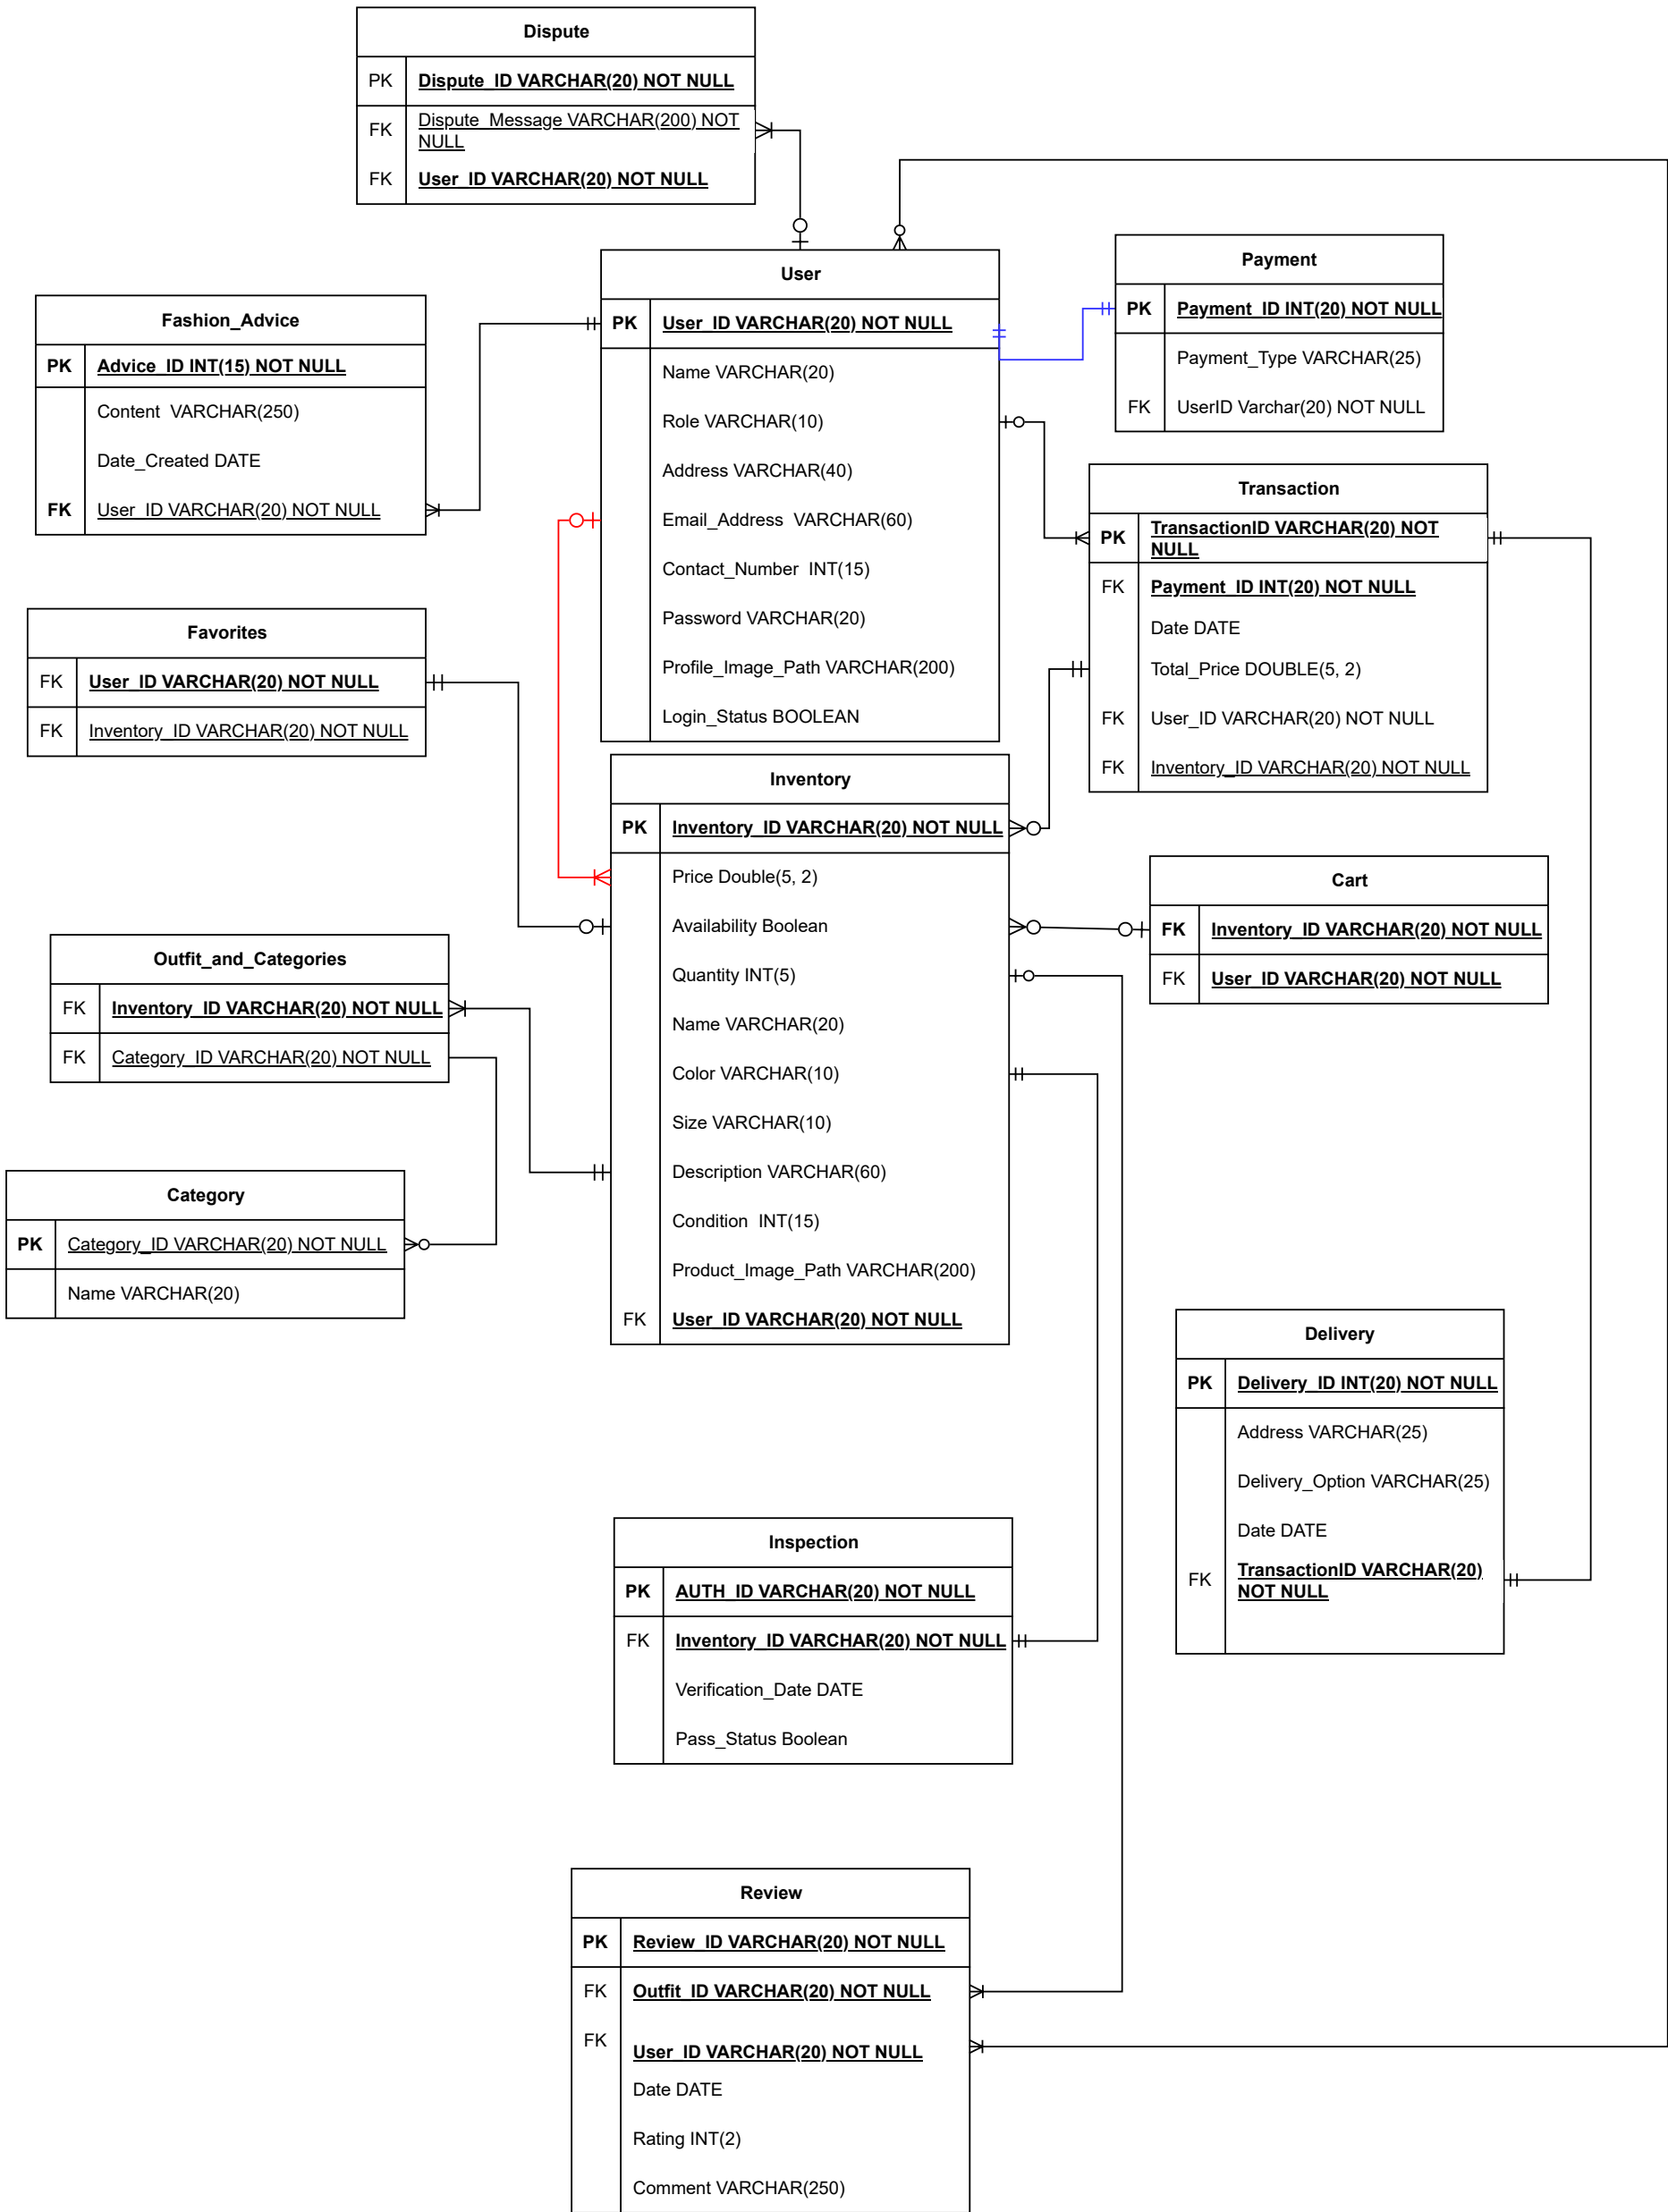 Dispute
PK Dispute_ID VARCHAR(20) NOT NULL
FK Dispute_Message VARCHAR(200) NOT
NULL
FK User_ID VARCHAR(20) NOT NULL
User
PK User_ID VARCHAR(20) NOT NULL
Name VARCHAR(20)
Role VARCHAR(10)
Address VARCHAR(40)
Email_Address VARCHAR(60)
Contact_Number INT(15)
Password VARCHAR(20)
Profile_Image_Path VARCHAR(200)
Login_Status BOOLEAN
Payment
PK Payment_ID INT(20) NOT NULL
Payment_Type VARCHAR(25)
FK UserID Varchar(20) NOT NULL
Fashion_Advice
PK Advice_ID INT(15) NOT NULL
Content VARCHAR(250)
Date_Created DATE
FK User_ID VARCHAR(20) NOT NULL
Transaction
PK TransactionID VARCHAR(20) NOT
NULL
FK Payment_ID INT(20) NOT NULL
Date DATE
Total_Price DOUBLE(5, 2)
FK User_ID VARCHAR(20) NOT NULL
FK Inventory_ID VARCHAR(20) NOT NULL
Favorites
FK User_ID VARCHAR(20) NOT NULL
FK Inventory_ID VARCHAR(20) NOT NULL
Inventory
PK Inventory_ID VARCHAR(20) NOT NULL
Price Double(5, 2)
Availability Boolean
Quantity INT(5)
Name VARCHAR(20)
Color VARCHAR(10)
Size VARCHAR(10)
Description VARCHAR(60)
Condition INT(15)
Product_Image_Path VARCHAR(200)
FK User_ID VARCHAR(20) NOT NULL
Cart
FK Inventory_ID VARCHAR(20) NOT NULL
FK User_ID VARCHAR(20) NOT NULL
Outfit_and_Categories
FK Inventory_ID VARCHAR(20) NOT NULL
FK Category_ID VARCHAR(20) NOT NULL
Category
PK Category_ID VARCHAR(20) NOT NULL
Name VARCHAR(20)
Delivery
PK Delivery_ID INT(20) NOT NULL
Address VARCHAR(25)
Delivery_Option VARCHAR(25)
Date DATE
FK TransactionID VARCHAR(20)
NOT NULL
Inspection
PK AUTH_ID VARCHAR(20) NOT NULL
FK Inventory_ID VARCHAR(20) NOT NULL
Verification_Date DATE
Pass_Status Boolean
Review
PK Review_ID VARCHAR(20) NOT NULL
FK Outfit_ID VARCHAR(20) NOT NULL
FK User_ID VARCHAR(20) NOT NULL
Date DATE
Rating INT(2)
Comment VARCHAR(250)